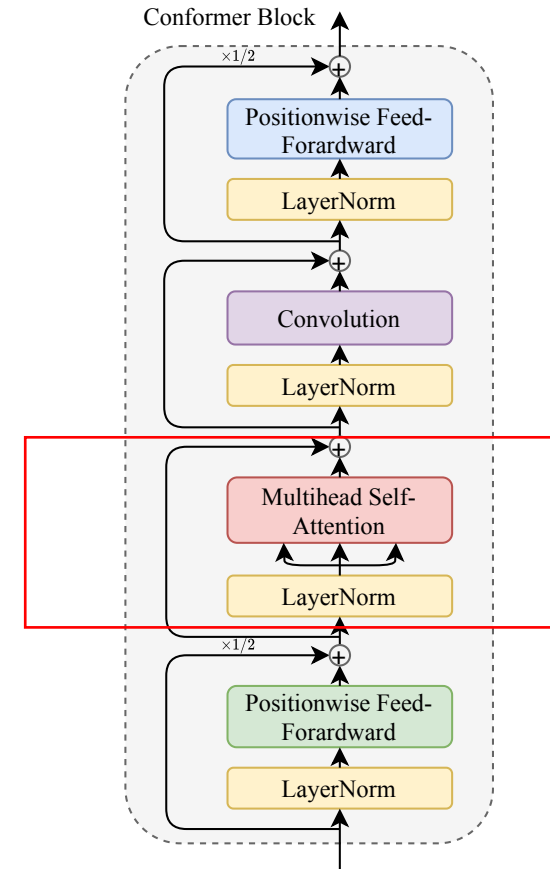 Conformer Block
×1/2
+
Positionwise Feed-
Forardward
LayerNorm
+
Convolution
LayerNorm
+
Multihead Self-
Attention
LayerNorm
×1/2
+
Positionwise Feed-
Forardward
LayerNorm